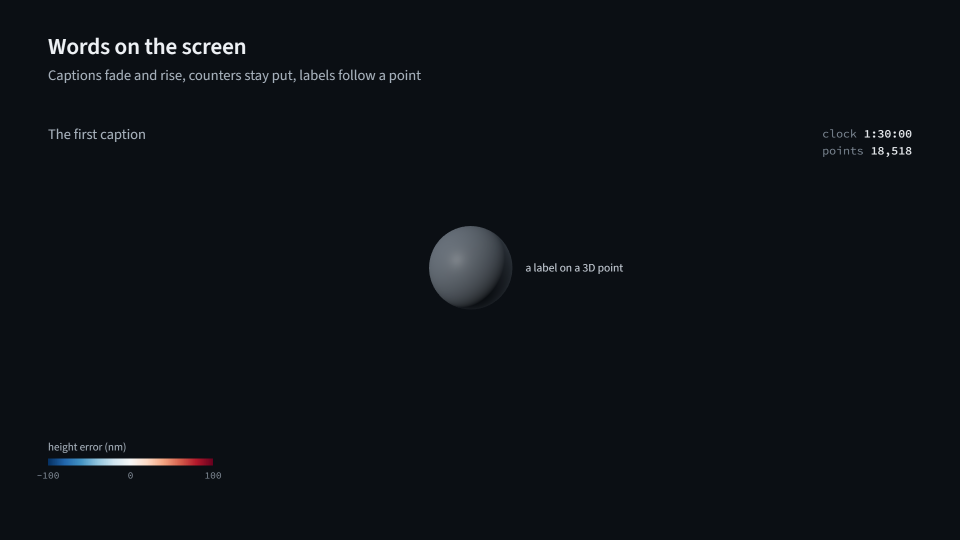 Words on the screen
Captions fade and rise, counters stay put, labels follow a point
The first caption
clock 1:30:00
points 18,518
a label on a 3D point
height error (nm)
−100 0 100